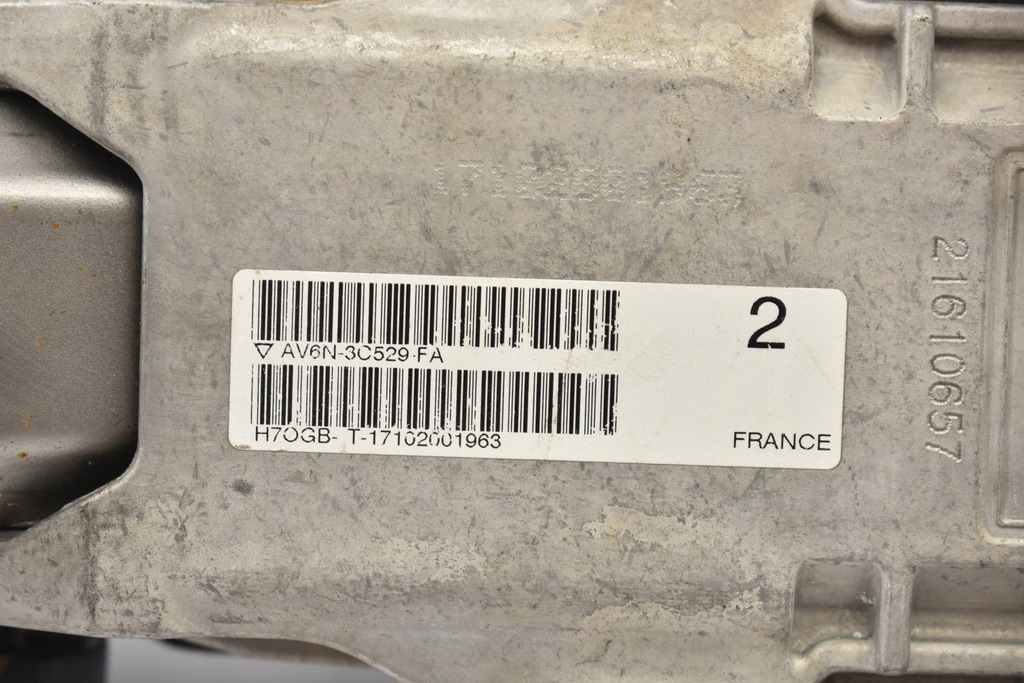 2
▽ AV6N-3C529-FA
H7OGB- T-17102001963
FRANCE
21610657